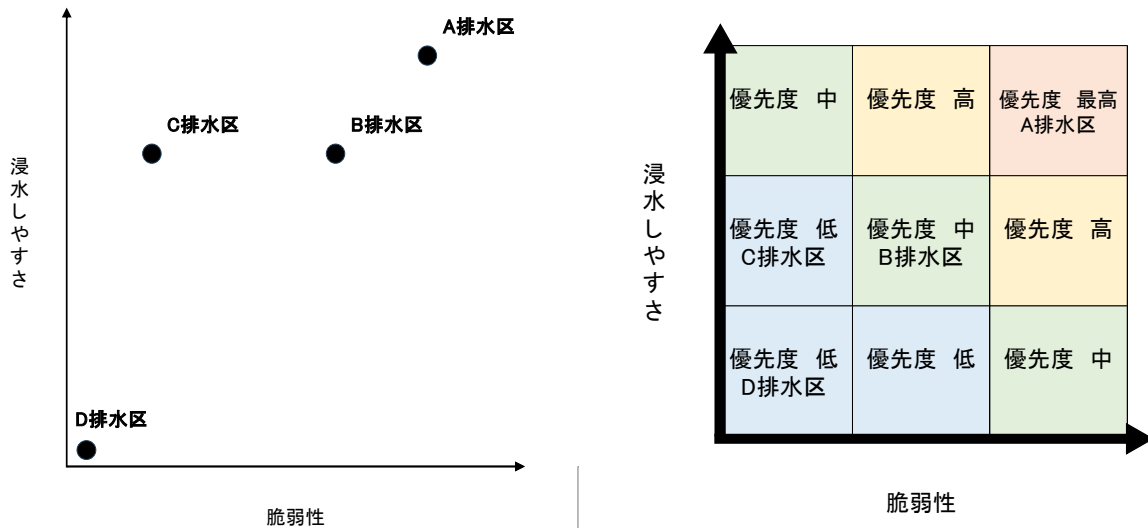 A排水区
C排水区
B排水区
浸水しやすさ
D排水区
脆弱性
浸水しやすさ
優先度 中
優先度 高
優先度 最高
A排水区
優先度 低
C排水区
優先度 中
B排水区
優先度 高
優先度 低
D排水区
優先度 低
優先度 中
脆弱性